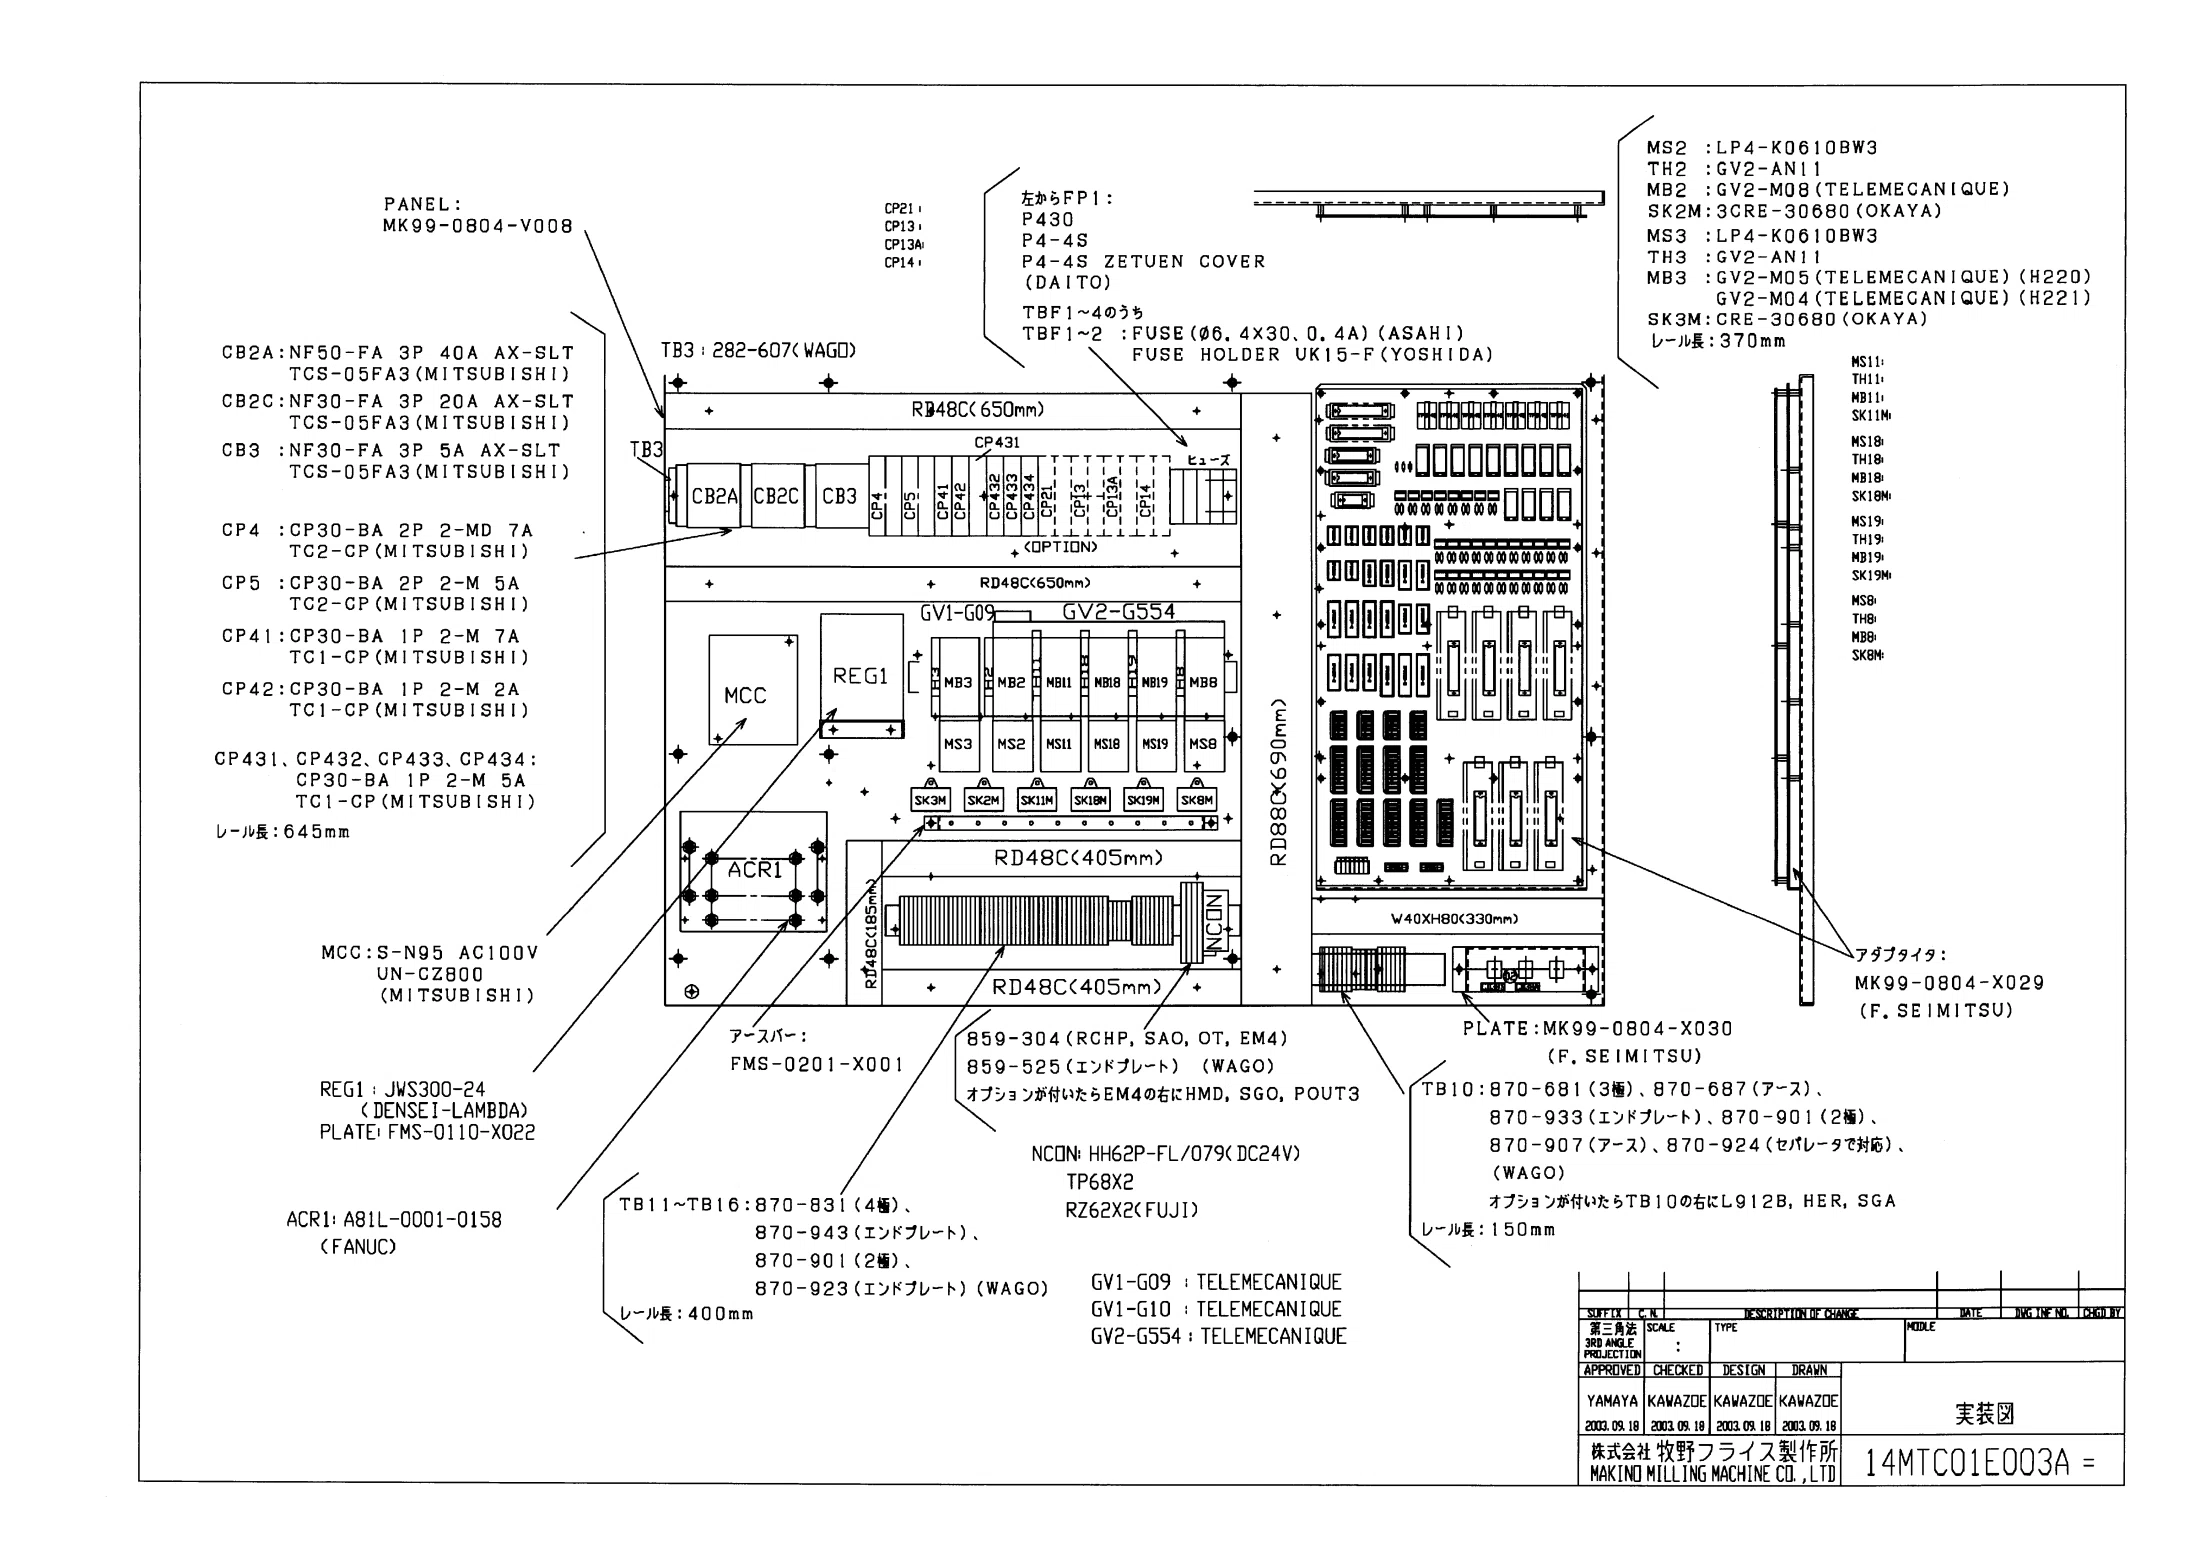 PANEL:
MK99-0804-V008
CB2A:NF50-FA 3P 40A AX-SLT
TCS-05FA3(MITSUBISHI)
CB2C:NF30-FA 3P 20A AX-SLT
TCS-05FA3(MITSUBISHI)
CB3 :NF30-FA 3P 5A AX-SLT
TCS-05FA3(MITSUBISHI)
CP4 :CP30-BA 2P 2-MD 7A
TC2-CP(MITSUBISHI)
CP5 :CP30-BA 2P 2-M 5A
TC2-CP(MITSUBISHI)
CP41:CP30-BA 1P 2-M 7A
TC1-CP(MITSUBISHI)
CP42:CP30-BA 1P 2-M 2A
TC1-CP(MITSUBISHI)
CP431、CP432、CP433、CP434:
CP30-BA 1P 2-M 5A
TC1-CP(MITSUBISHI)
レール長:645mm
MCC:S-N95 AC100V
UN-CZ800
(MITSUBISHI)
REG1:JWS300-24
(DENSEI-LAMBDA)
PLATE:FMS-0110-X022
ACR1:A81L-0001-0158
(FANUC)
CP21:
CP13:
CP13A:
CP14:
左からFP1:
P430
P4-4S
P4-4S ZETUEN COVER
(DAITO)
TBF1~4のうち
TBF1~2 :FUSE(Ø6.4X30、0.4A)(ASAHI)
FUSE HOLDER UK15-F(YOSHIDA)
MS2 :LP4-K0610BW3
TH2 :GV2-AN11
MB2 :GV2-M08(TELEMECANIQUE)
SK2M:3CRE-30680(OKAYA)
MS3 :LP4-K0610BW3
TH3 :GV2-AN11
MB3 :GV2-M05(TELEMECANIQUE)(H220)
GV2-M04(TELEMECANIQUE)(H221)
SK3M:CRE-30680(OKAYA)
レール長:370mm
MS11:
TH11:
MB11:
SK11M:
MS18:
TH18:
MB18:
SK18M:
MS19:
TH19:
MB19:
SK19M:
MS8:
TH8:
MB8:
SK8M:
TB3:282-607(WAGO)
RD48C(650mm)
TB3
CP431
ヒューズ
CB2A
CB2C
CB3
CP4
CP5
CP41
CP42
CP432
CP433
CP434
CP21
CP13
CP13A
CP14
(OPTION)
RD48C(650mm)
GV1-G09
GV2-G554
MCC
REG1
MB3
MB2
MB11
MB18
MB19
MB8
MS3
MS2
MS11
MS18
MS19
MS8
SK3M
SK2M
SK11M
SK18M
SK19M
SK8M
RD88C(690mm)
ACR1
RD48C(405mm)
RD48C(185mm)
NCON
RD48C(405mm)
W40XH80(330mm)
アダプタイタ:
MK99-0804-X029
(F.SEIMITSU)
PLATE:MK99-0804-X030
(F.SEIMITSU)
アースバー:
FMS-0201-X001
859-304(RCHP,SAO,OT,EM4)
859-525(エンドプレート) (WAGO)
オプションが付いたらEM4の右にHMD,SGO,POUT3
NCON:HH62P-FL/079(DC24V)
TP68X2
RZ62X2(FUJI)
TB10:870-681(3極)、870-687(アース)、
870-933(エンドプレート)、870-901(2極)、
870-907(アース)、870-924(セパレータで対応)、
(WAGO)
オプションが付いたらTB10の右にL912B,HER,SGA
レール長:150mm
TB11~TB16:870-831(4極)、
870-943(エンドプレート)、
870-901(2極)、
870-923(エンドプレート)(WAGO)
レール長:400mm
GV1-G09 : TELEMECANIQUE
GV1-G10 : TELEMECANIQUE
GV2-G554 : TELEMECANIQUE
SUFFIX C.N. DESCRIPTION OF CHANGE DATE DWG INF NO. CHGD BY
第三角法 SCALE TYPE MODLE
3RD ANGLE
PROJECTION :
APPROVED CHECKED DESIGN DRAWN
YAMAYA KAWAZOE KAWAZOE KAWAZOE
2003.09.18 2003.09.18 2003.09.18 2003.09.18
実装図
株式会社 牧野フライス製作所
MAKINO MILLING MACHINE CO.,LTD
14MTC01E003A =